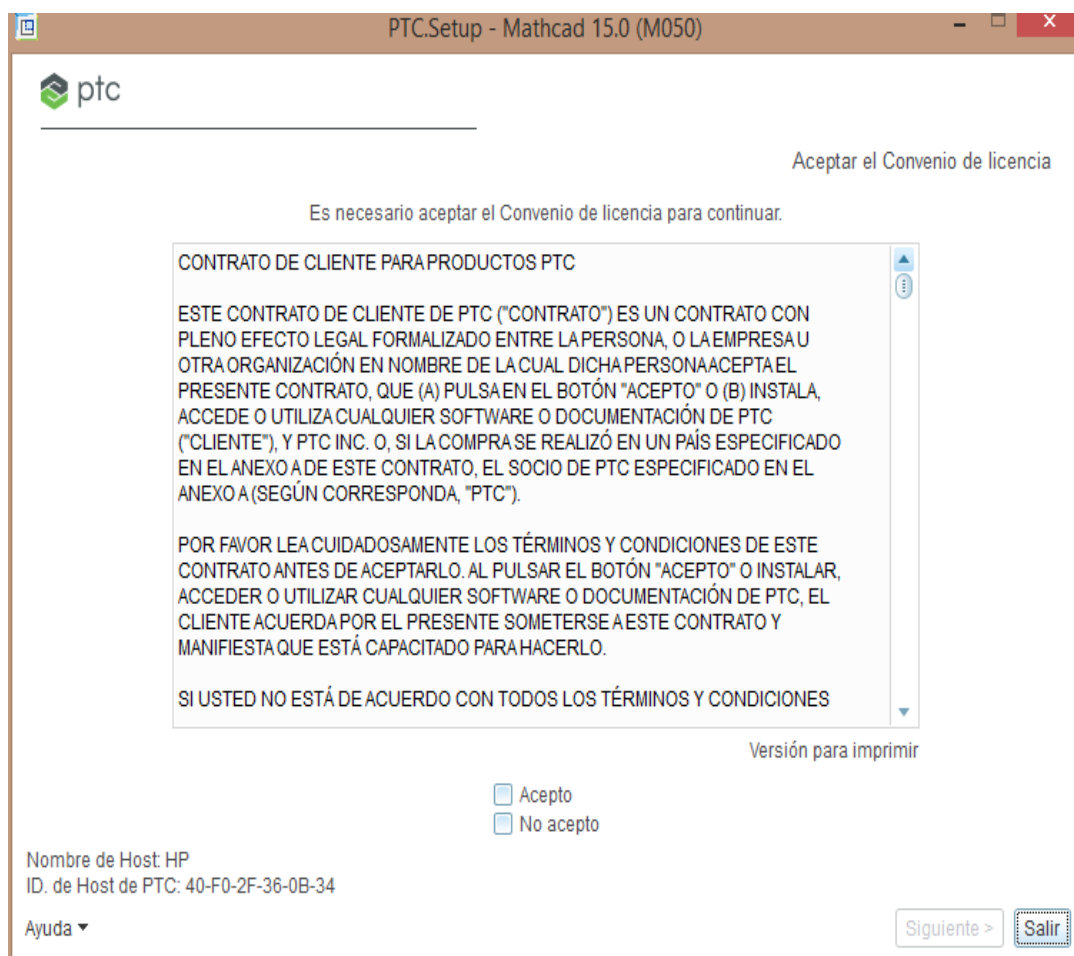 PTC.Setup - Mathcad 15.0 (M050)
ptc
Aceptar el Convenio de licencia
Es necesario aceptar el Convenio de licencia para continuar.
CONTRATO DE CLIENTE PARA PRODUCTOS PTC
ESTE CONTRATO DE CLIENTE DE PTC ("CONTRATO") ES UN CONTRATO CON
PLENO EFECTO LEGAL FORMALIZADO ENTRE LA PERSONA, O LA EMPRESA U
OTRA ORGANIZACIÓN EN NOMBRE DE LA CUAL DICHA PERSONA ACEPTA EL
PRESENTE CONTRATO, QUE (A) PULSA EN EL BOTÓN "ACEPTO" O (B) INSTALA,
ACCEDE O UTILIZA CUALQUIER SOFTWARE O DOCUMENTACIÓN DE PTC
("CLIENTE"), Y PTC INC. O, SI LA COMPRA SE REALIZÓ EN UN PAÍS ESPECIFICADO
EN EL ANEXO A DE ESTE CONTRATO, EL SOCIO DE PTC ESPECIFICADO EN EL
ANEXO A (SEGÚN CORRESPONDA, "PTC").
POR FAVOR LEA CUIDADOSAMENTE LOS TÉRMINOS Y CONDICIONES DE ESTE
CONTRATO ANTES DE ACEPTARLO. AL PULSAR EL BOTÓN "ACEPTO" O INSTALAR,
ACCEDER O UTILIZAR CUALQUIER SOFTWARE O DOCUMENTACIÓN DE PTC, EL
CLIENTE ACUERDA POR EL PRESENTE SOMETERSE A ESTE CONTRATO Y
MANIFIESTA QUE ESTÁ CAPACITADO PARA HACERLO.
SI USTED NO ESTÁ DE ACUERDO CON TODOS LOS TÉRMINOS Y CONDICIONES
Versión para imprimir
Acepto
No acepto
Nombre de Host: HP
ID. de Host de PTC: 40-F0-2F-36-0B-34
Ayuda
Siguiente >
Salir